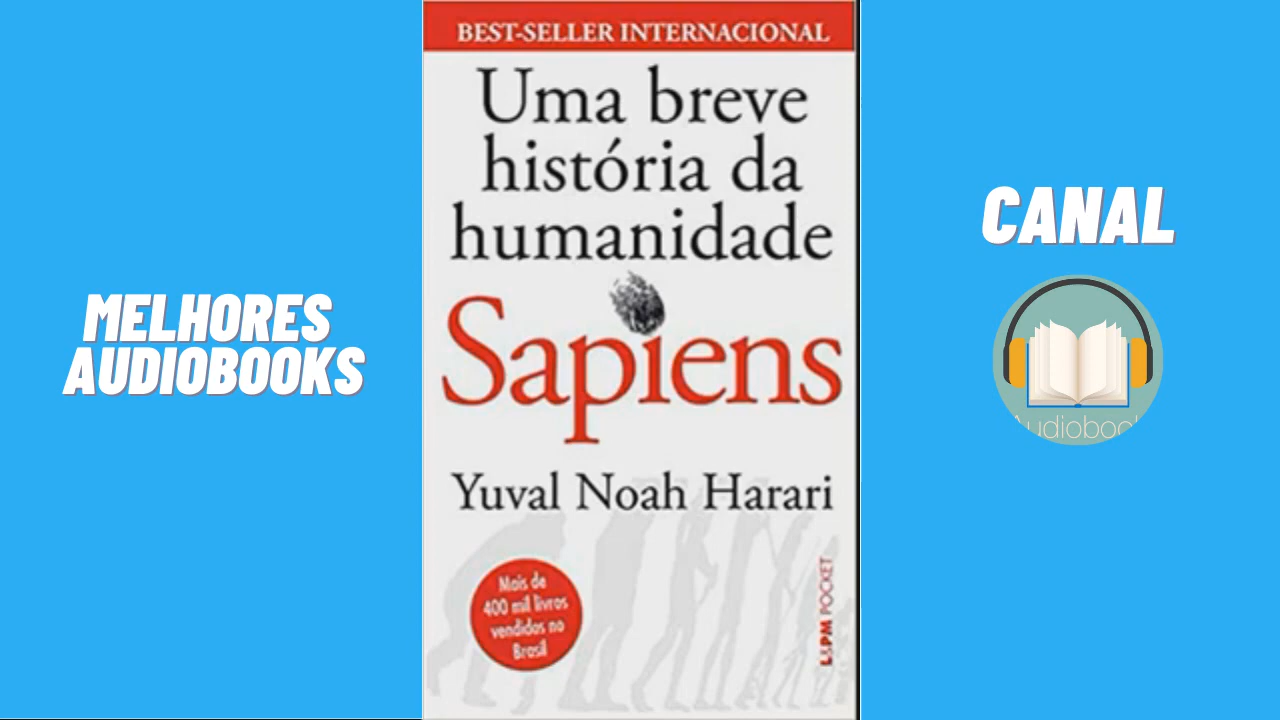 MELHORES
AUDIOBOOKS
BEST-SELLER INTERNACIONAL
Uma breve
história da
humanidade
Sapiens
Yuval Noah Harari
Mais de
400 mil livros
vendidos no
Brasil
L&PM POCKET
CANAL
Audiobook